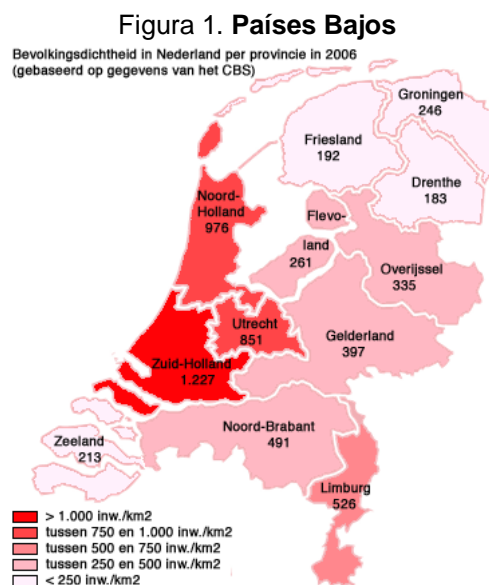 Figura 1. Países Bajos
Bevolkingsdichtheid in Nederland per provincie in 2006
(gebaseerd op gegevens van het CBS)
Groningen
246
Friesland
192
Drenthe
183
Noord-
Holland
976
Flevo-
land
261
Overijssel
335
Utrecht
851
Gelderland
397
Zuid-Holland
1.227
Noord-Brabant
491
Zeeland
213
Limburg
526
> 1.000 inw./km2
tussen 750 en 1.000 inw./km2
tussen 500 en 750 inw./km2
tussen 250 en 500 inw./km2
< 250 inw./km2